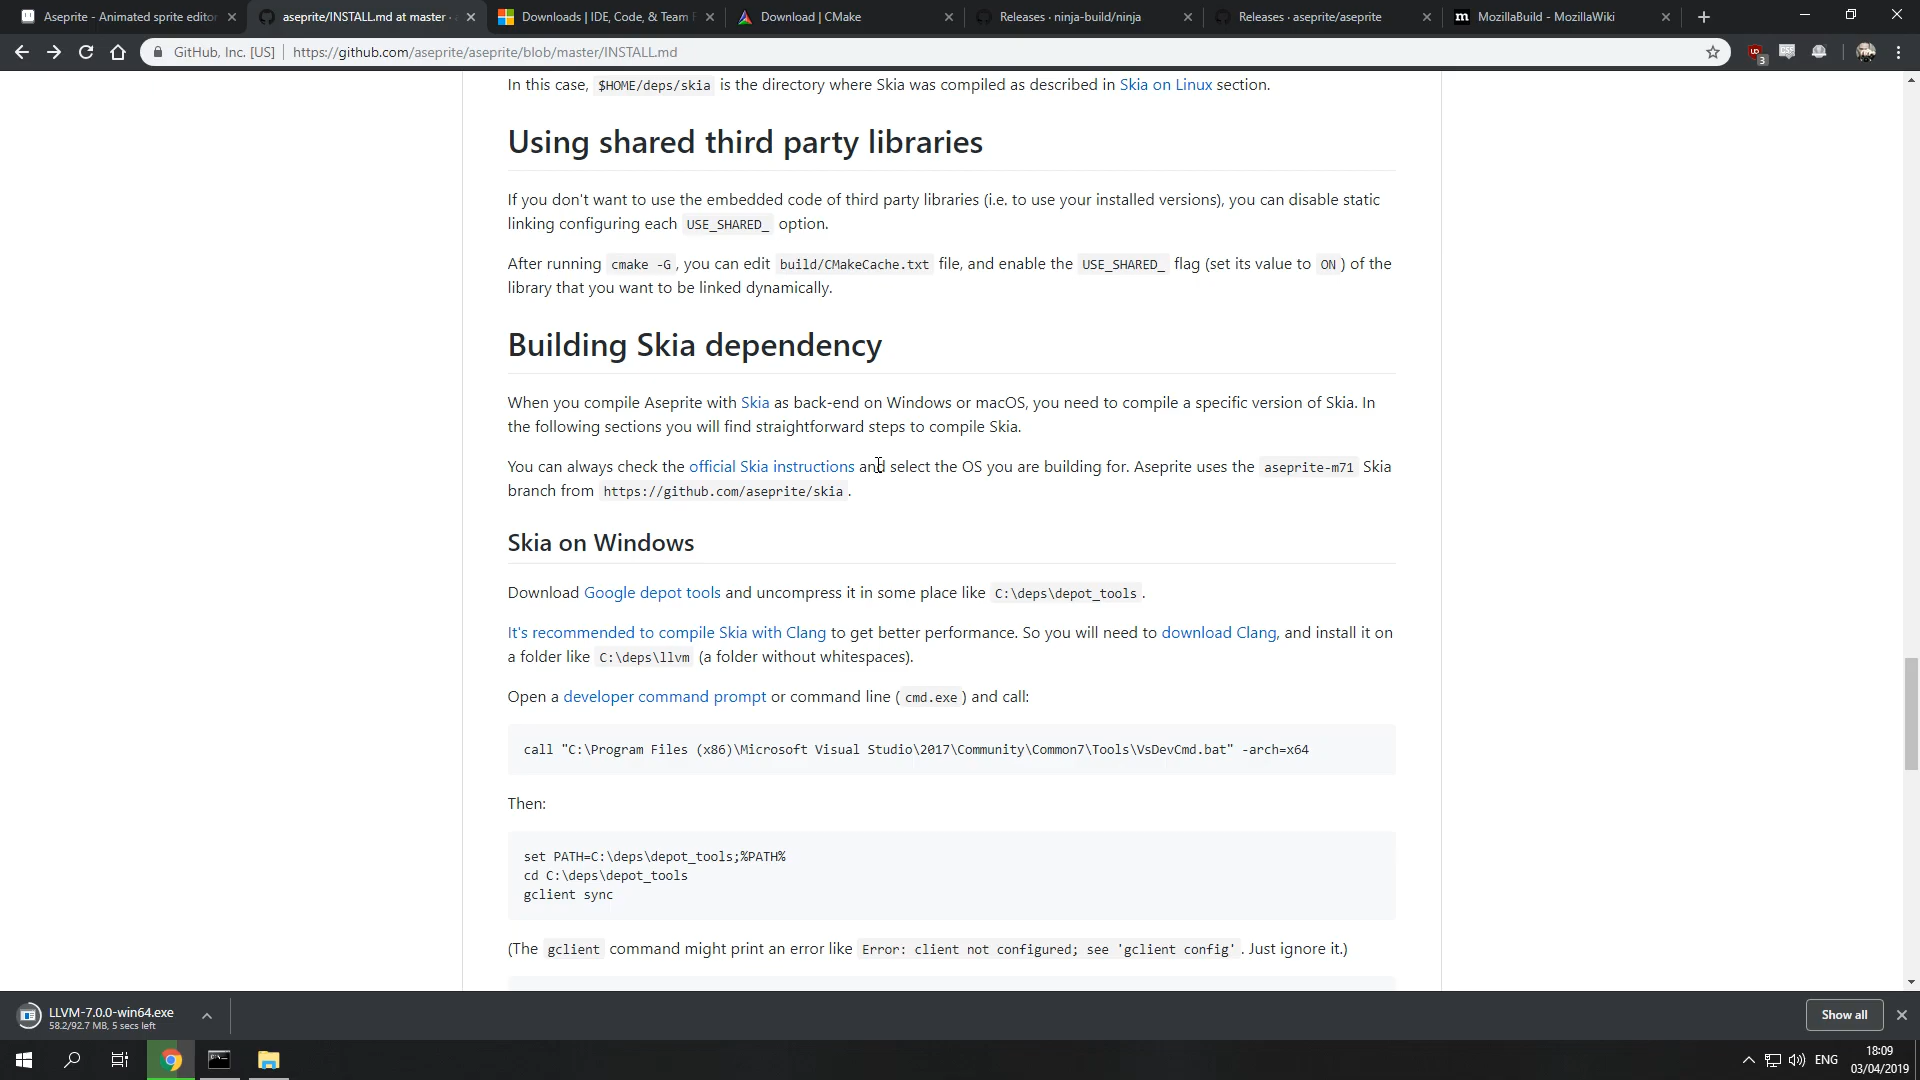 Aseprite - Animated sprite editor
aseprite/INSTALL.md at master ·
Downloads | IDE, Code, & Team
Download | CMake
Releases · ninja-build/ninja
Releases · aseprite/aseprite
MozillaBuild - MozillaWiki
GitHub, Inc. [US]
https://github.com/aseprite/aseprite/blob/master/INSTALL.md
3
In this case, $HOME/deps/skia is the directory where Skia was compiled as described in Skia on Linux section.
Using shared third party libraries
If you don't want to use the embedded code of third party libraries (i.e. to use your installed versions), you can disable static
linking configuring each USE_SHARED_ option.
After running cmake -G, you can edit build/CMakeCache.txt file, and enable the USE_SHARED_ flag (set its value to ON ) of the
library that you want to be linked dynamically.
Building Skia dependency
When you compile Aseprite with Skia as back-end on Windows or macOS, you need to compile a specific version of Skia. In
the following sections you will find straightforward steps to compile Skia.
You can always check the official Skia instructions and select the OS you are building for. Aseprite uses the aseprite-m71 Skia
branch from https://github.com/aseprite/skia .
Skia on Windows
Download Google depot tools and uncompress it in some place like C:\deps\depot_tools .
It's recommended to compile Skia with Clang to get better performance. So you will need to download Clang, and install it on
a folder like C:\deps\llvm (a folder without whitespaces).
Open a developer command prompt or command line ( cmd.exe ) and call:
call "C:\Program Files (x86)\Microsoft Visual Studio\2017\Community\Common7\Tools\VsDevCmd.bat" -arch=x64
Then:
set PATH=C:\deps\depot_tools;%PATH%
cd C:\deps\depot_tools
gclient sync
(The gclient command might print an error like Error: client not configured; see 'gclient config' . Just ignore it.)
LLVM-7.0.0-win64.exe
58.2/92.7 MB, 5 secs left
Show all
ENG
18:09
03/04/2019